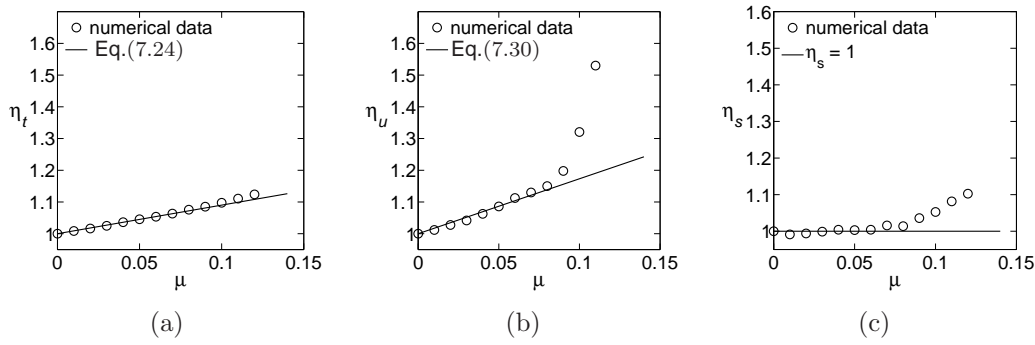 1.6
1.5
1.4
1.3
1.2
1.1
1
η_t
numerical data
Eq.(7.24)
0
0.05
0.1
0.15
μ
(a)
1.6
1.5
1.4
1.3
1.2
1.1
1
η_u
numerical data
Eq.(7.30)
0
0.05
0.1
0.15
μ
(b)
1.6
1.5
1.4
1.3
1.2
1.1
1
η_s
numerical data
η_s = 1
0
0.05
0.1
0.15
μ
(c)